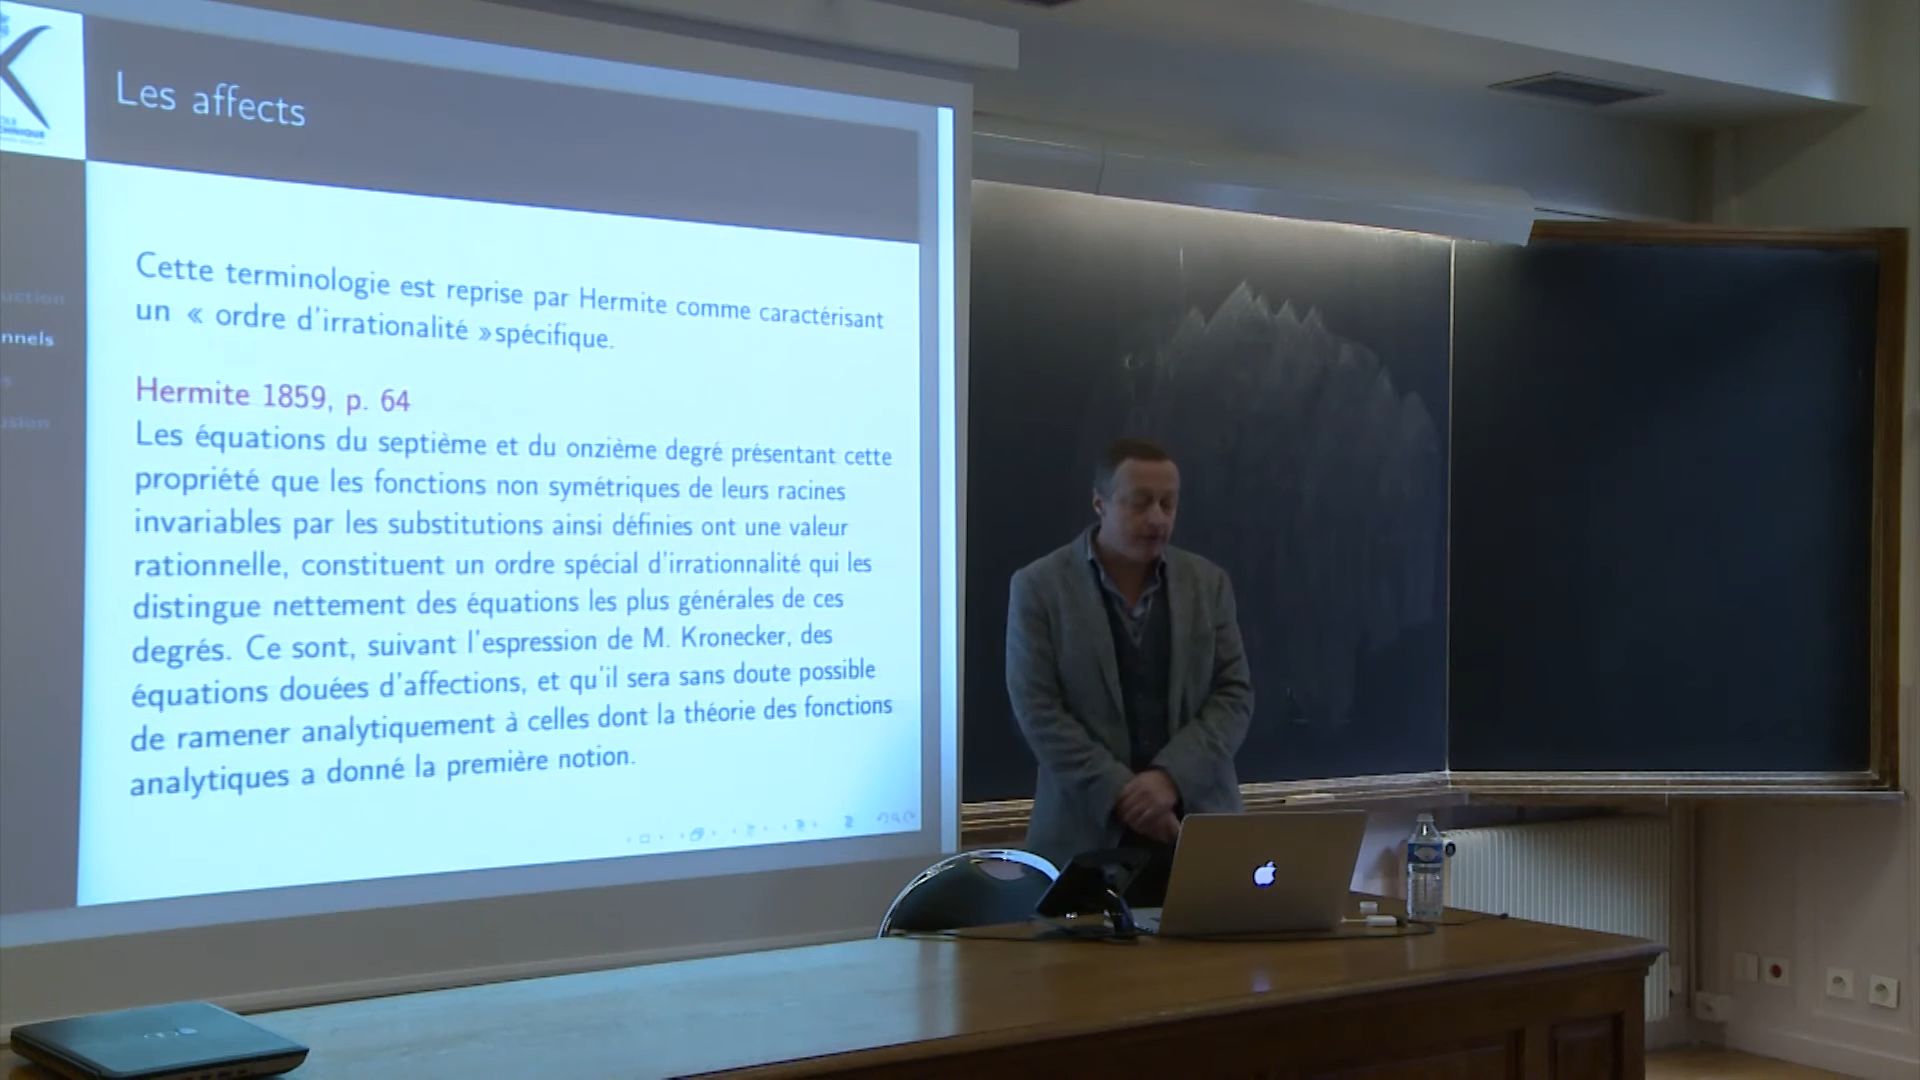 Les affects
Cette terminologie est reprise par Hermite comme caractérisant
un « ordre d'irrationalité »spécifique.
Hermite 1859, p. 64
Les équations du septième et du onzième degré présentant cette
propriété que les fonctions non symétriques de leurs racines
invariables par les substitutions ainsi définies ont une valeur
rationnelle, constituent un ordre spécial d'irrationnalité qui les
distingue nettement des équations les plus générales de ces
degrés. Ce sont, suivant l'espression de M. Kronecker, des
équations douées d'affections, et qu'il sera sans doute possible
de ramener analytiquement à celles dont la théorie des fonctions
analytiques a donné la première notion.
nnels